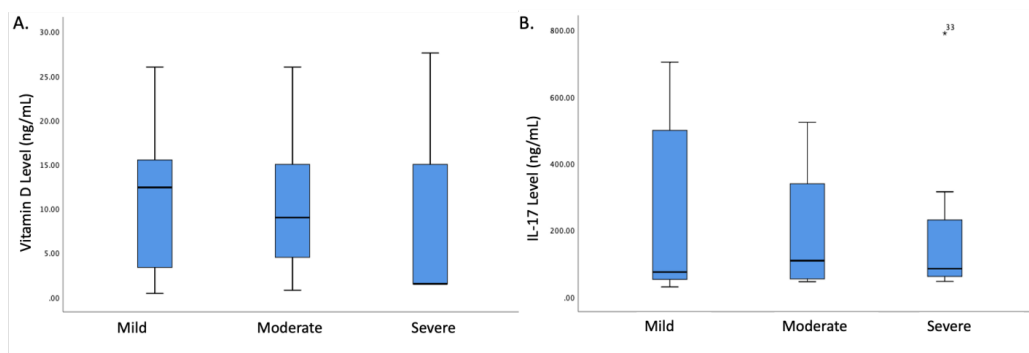 A.
30.00
25.00
20.00
15.00
10.00
5.00
.00
Vitamin D Level (ng/mL)
Mild Moderate Severe
B.
800.00
600.00
400.00
200.00
.00
IL-17 Level (ng/mL)
*33
Mild Moderate Severe